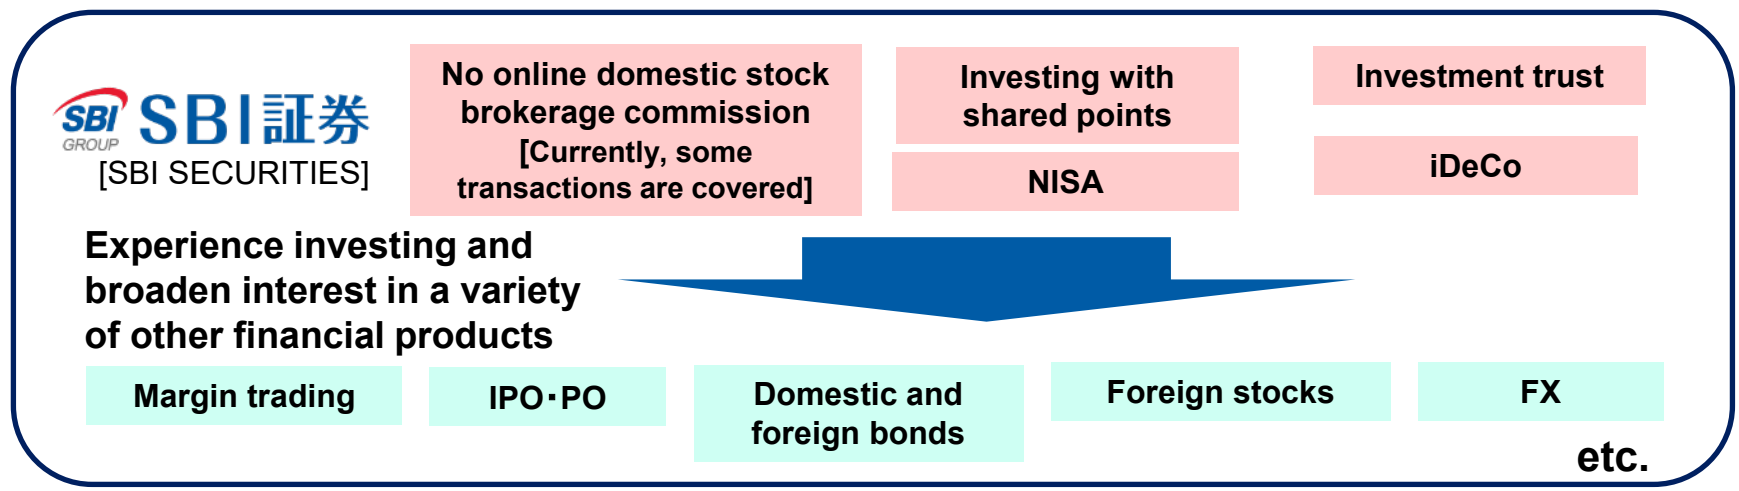 SBI
GROUP
SBI証券
[SBI SECURITIES]
No online domestic stock
brokerage commission
[Currently, some
transactions are covered]
Investing with
shared points
NISA
Investment trust
iDeCo
Experience investing and
broaden interest in a variety
of other financial products
Margin trading
IPO・PO
Domestic and
foreign bonds
Foreign stocks
FX
etc.